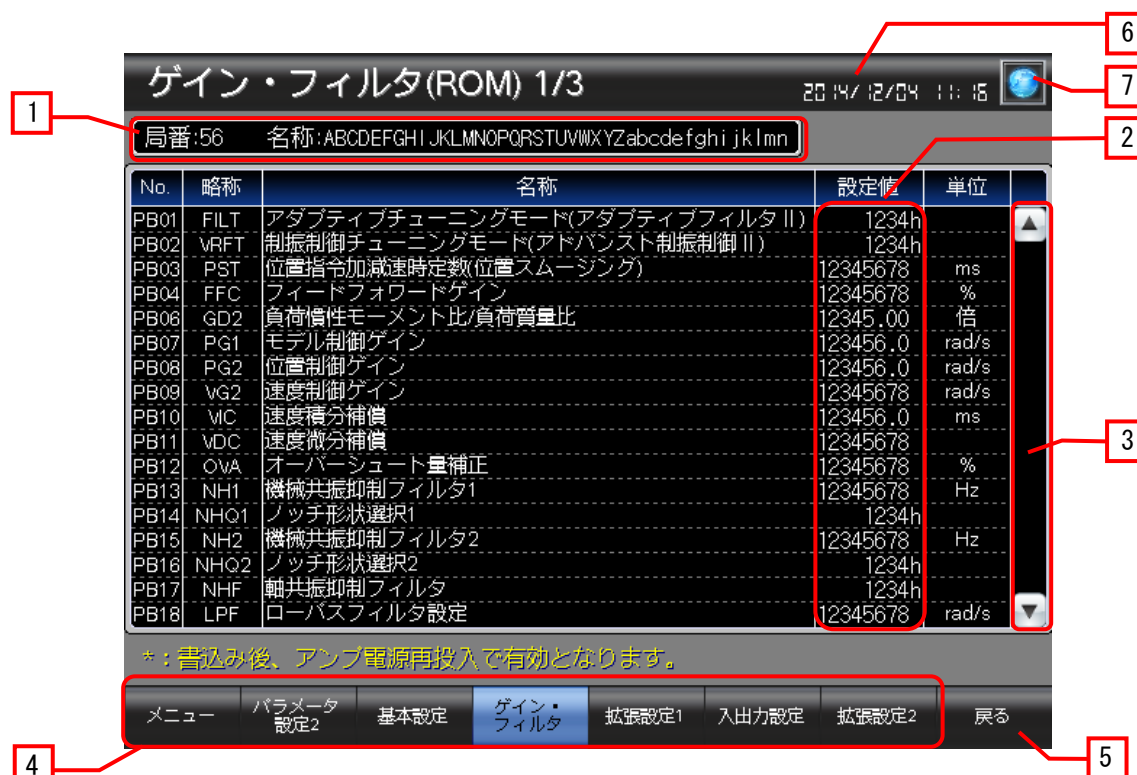 6
ゲイン・フィルタ(ROM) 1/3
2014/12/04 11:16
7
1
局番:56 名称:ABCDEFGHIJKLMNOPQRSTUVWXYZabcdefghijklmn
2
No. 略称 名称 設定値 単位
PB01 FILT アダプティブチューニングモード(アダプティブフィルタⅡ) 1234h
PB02 VRFT 制振制御チューニングモード(アドバンスト制振制御Ⅱ) 1234h
PB03 PST 位置指令加減速時定数(位置スムージング) 12345678 ms
PB04 FFC フィードフォワードゲイン 12345678 %
PB06 GD2 負荷慣性モーメント比/負荷質量比 12345.00 倍
PB07 PG1 モデル制御ゲイン 123456.0 rad/s
PB08 PG2 位置制御ゲイン 123456.0 rad/s
PB09 VG2 速度制御ゲイン 12345678 rad/s
PB10 VIC 速度積分補償 123456.0 ms
PB11 VDC 速度微分補償 12345678
3
PB12 OVA オーバーシュート量補正 12345678 %
PB13 NH1 機械共振抑制フィルタ1 12345678 Hz
PB14 NHQ1 ノッチ形状選択1 1234h
PB15 NH2 機械共振抑制フィルタ2 12345678 Hz
PB16 NHQ2 ノッチ形状選択2 1234h
PB17 NHF 軸共振抑制フィルタ 1234h
PB18 LPF ローパスフィルタ設定 12345678 rad/s
*：書込み後、アンプ電源再投入で有効となります。
メニュー パラメータ設定2 基本設定 ゲイン・フィルタ 拡張設定1 入出力設定 拡張設定2 戻る
4
5